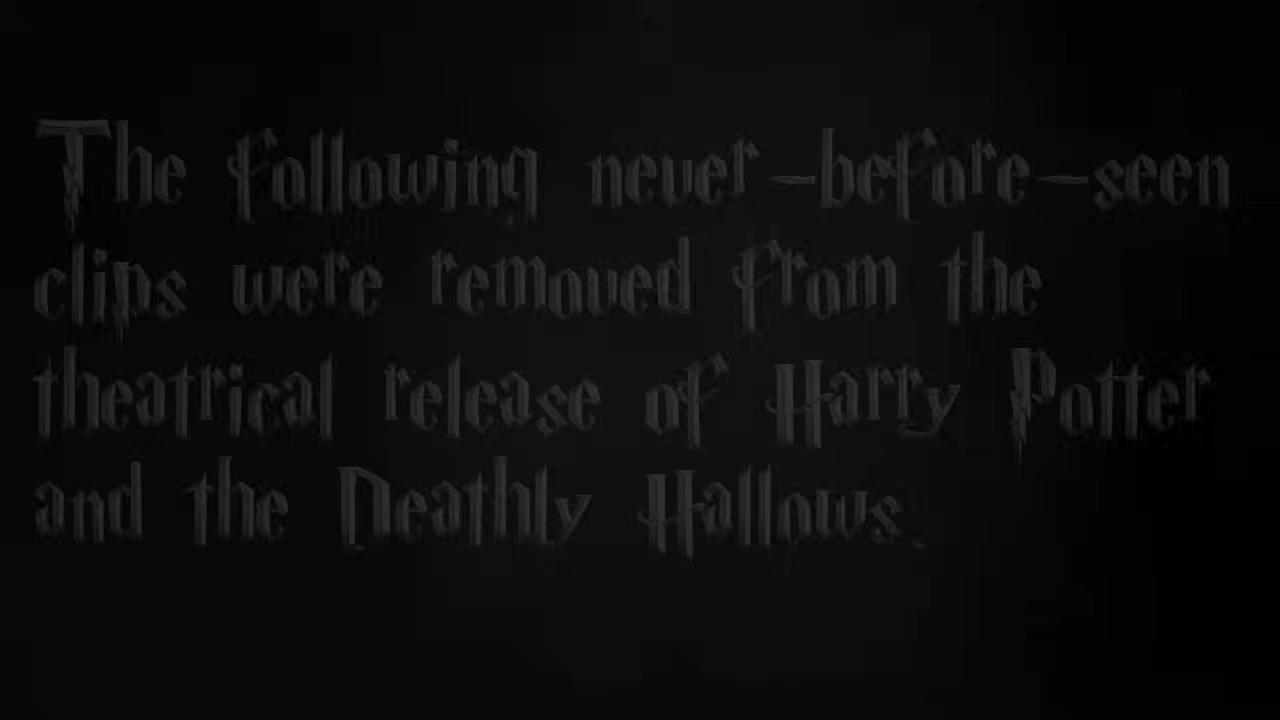 The following never-before-seen
clips were removed from the
theatrical release of Harry Potter
and the Deathly Hallows.